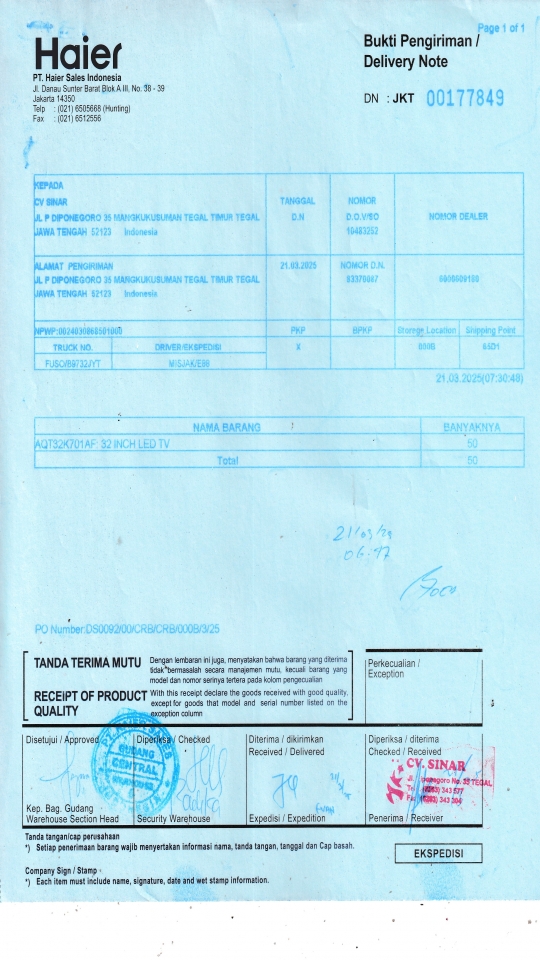 Page 1 of 1
Haier
Bukti Pengiriman /
Delivery Note
PT. Haier Sales Indonesia
Jl. Danau Sunter Barat Blok A III, No. 38 - 39
Jakarta 14350
Telp : (021) 6505668 (Hunting)
Fax : (021) 6512556
DN : JKT 00177849
KEPADA
CV SINAR
JL P DIPONEGORO 35 MANGKUKUSUMAN TEGAL TIMUR TEGAL
JAWA TENGAH 52123 Indonesia
TANGGAL
D.N
NOMOR
D.O.V/SO
10483252
NOMOR DEALER
ALAMAT PENGIRIMAN
JL P DIPONEGORO 35 MANGKUKUSUMAN TEGAL TIMUR TEGAL
JAWA TENGAH 52123 Indonesia
21.03.2025
NOMOR D.N.
PKP
BPKP
Storage Location
Shipping Point
TRUCK NO.
DRIVER/EKSPEDISI
X
FUSO/B9732JYT
MISJAK/E86
21.03.2025(07:30:48)
NAMA BARANG
BANYAKNYA
AQT32K701AF: 32 INCH LED TV
50
Total
50
PO Number:DS0092/00/CRB/CRB/000B/3/25
TANDA TERIMA MUTU
Dengan lembaran ini juga, menyatakan bahwa barang yang diterima
tidak bermasalah secara manajemen mutu, kecuali barang yang
model dan nomor serinya tertera pada kolom pengecualian
RECEIPT OF PRODUCT
QUALITY
With this receipt declare the goods received with good quality,
except for goods that model and serial number listed on the
exception column
Perkecualian /
Exception
Disetujui / Approved
Diperiksa / Checked
Diterima / dikirimkan
Received / Delivered
Diperiksa / diterima
Checked / Received
GUDANG
CENTRAL
CV. SINAR
Kep. Bag. Gudang
Warehouse Section Head
Security Warehouse
Expedisi / Expedition
Penerima / Receiver
Tanda tangan/cap perusahaan
*) Setiap penerimaan barang wajib menyertakan informasi nama, tanda tangan, tanggal dan Cap basah.
EKSPEDISI
Company Sign / Stamp
*) Each item must include name, signature, date and wet stamp information.